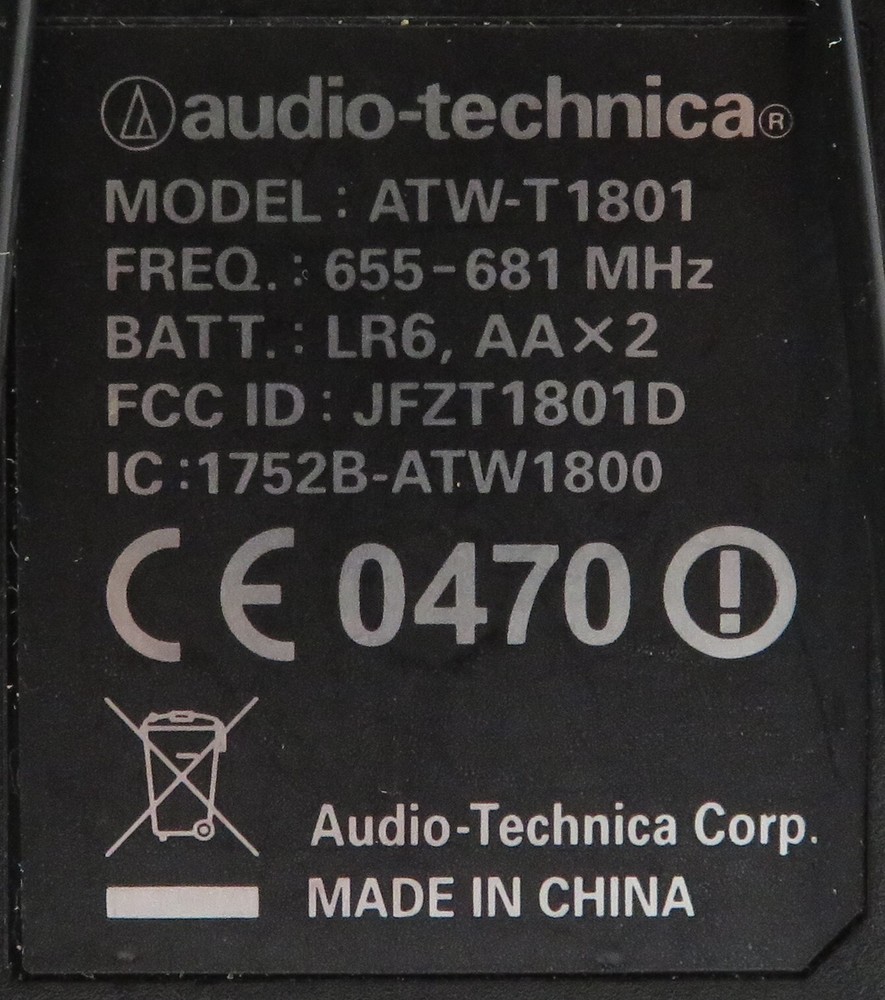 audio-technica®
MODEL : ATW-T1801
FREQ. : 655-681 MHz
BATT. : LR6, AA×2
FCC ID : JFZT1801D
IC :1752B-ATW1800
CE 0470 !
Audio-Technica Corp.
MADE IN CHINA